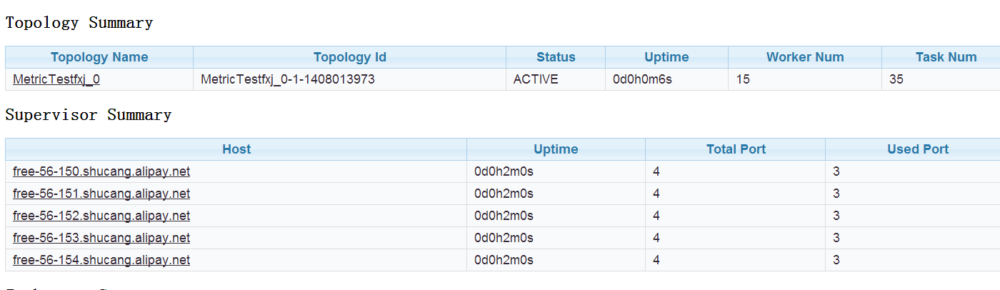 Topology Summary
Topology Name Topology Id Status Uptime Worker Num Task Num
MetricTestfxj_0 MetricTestfxj_0-1-1408013973 ACTIVE 0d0h0m6s 15 35
Supervisor Summary
Host Uptime Total Port Used Port
free-56-150.shucang.alipay.net 0d0h2m0s 4 3
free-56-151.shucang.alipay.net 0d0h2m0s 4 3
free-56-152.shucang.alipay.net 0d0h2m0s 4 3
free-56-153.shucang.alipay.net 0d0h2m0s 4 3
free-56-154.shucang.alipay.net 0d0h2m0s 4 3